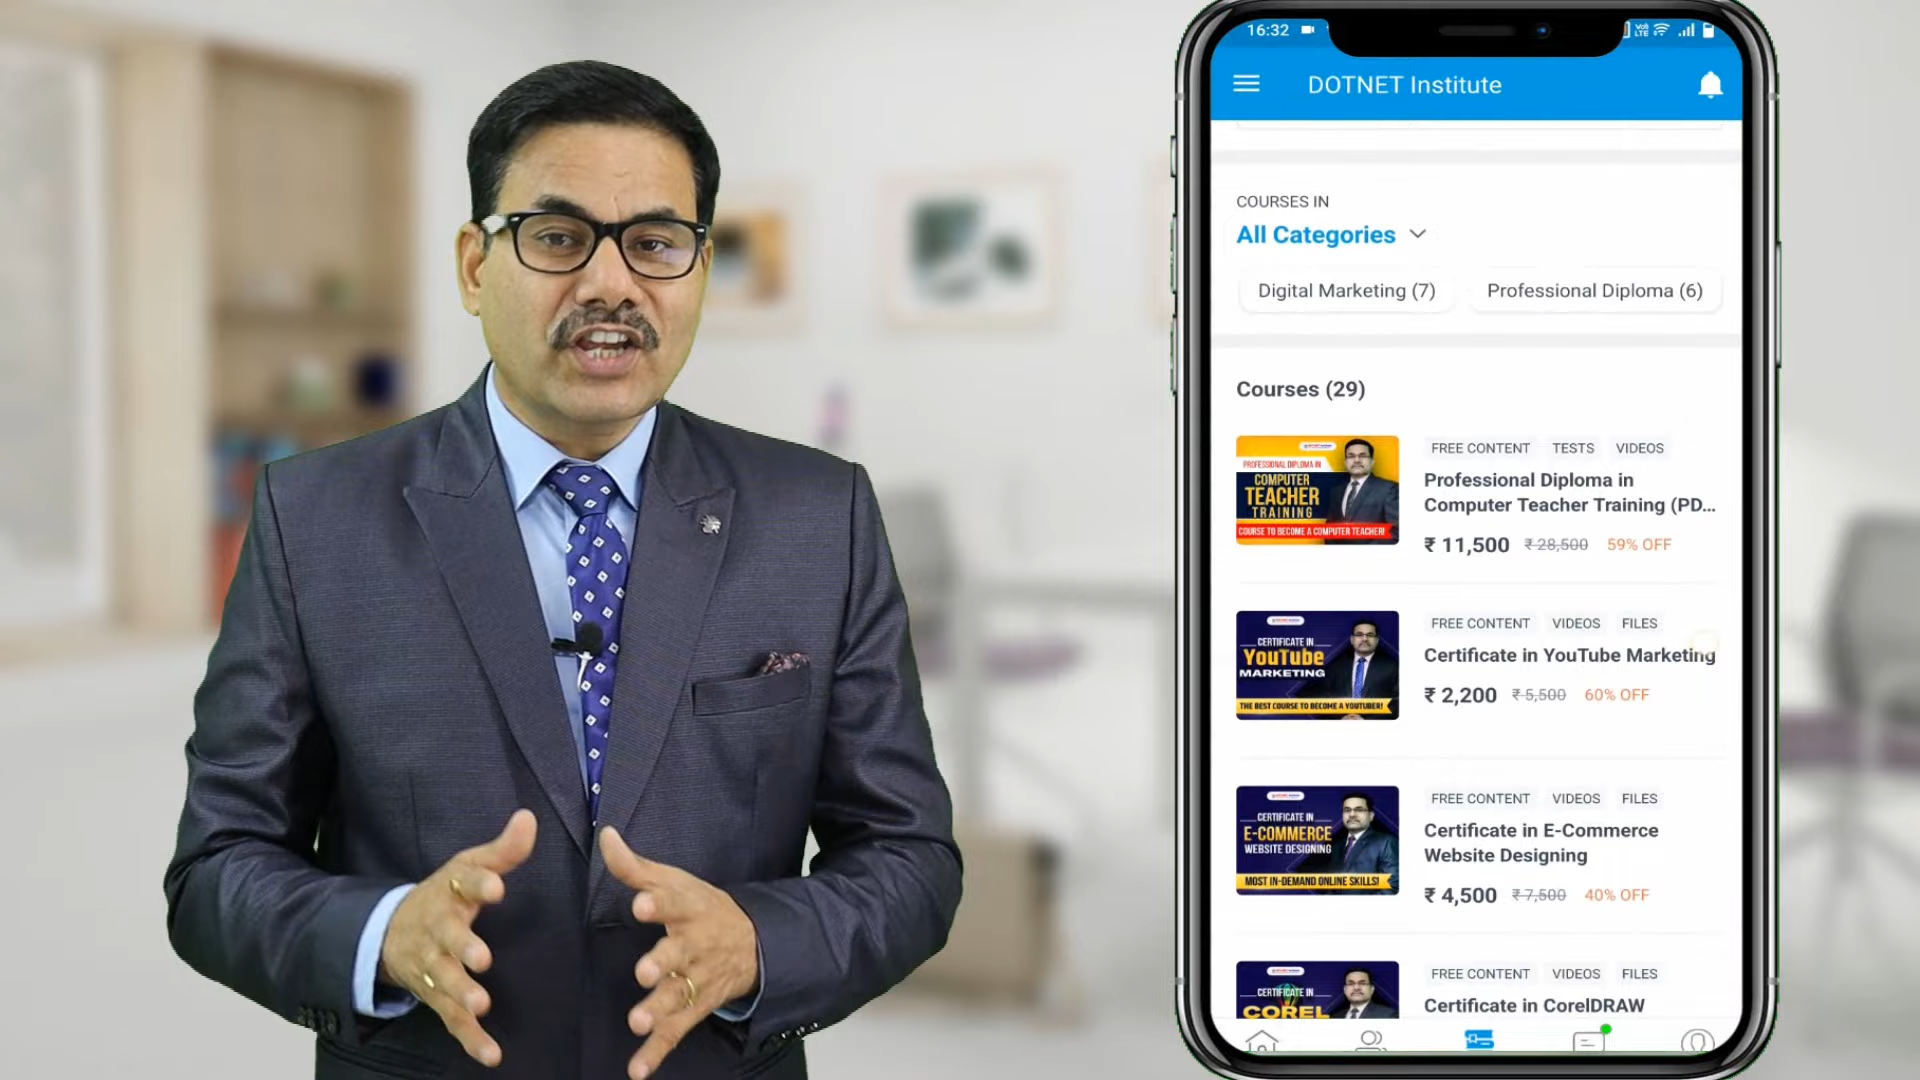 16:32
Vo)
LTE
DOTNET Institute
COURSES IN
All Categories
Digital Marketing (7)
Professional Diploma (6)
Courses (29)
PROFESSIONAL DIPLOMA IN
COMPUTER
TEACHER
TRAINING
COURSE TO BECOME A COMPUTER TEACHER!
FREE CONTENT TESTS VIDEOS
Professional Diploma in
Computer Teacher Training (PD...
₹ 11,500 ₹ 28,500 59% OFF
CERTIFICATE IN
YouTube
MARKETING
THE BEST COURSE TO BECOME A YOUTUBER!
FREE CONTENT VIDEOS FILES
Certificate in YouTube Marketing
₹ 2,200 ₹ 5,500 60% OFF
CERTIFICATE IN
E-COMMERCE
WEBSITE DESIGNING
MOST IN-DEMAND ONLINE SKILLS!
FREE CONTENT VIDEOS FILES
Certificate in E-Commerce
Website Designing
₹ 4,500 ₹ 7,500 40% OFF
CERTIFICATE IN
COREL
FREE CONTENT VIDEOS FILES
Certificate in CorelDRAW